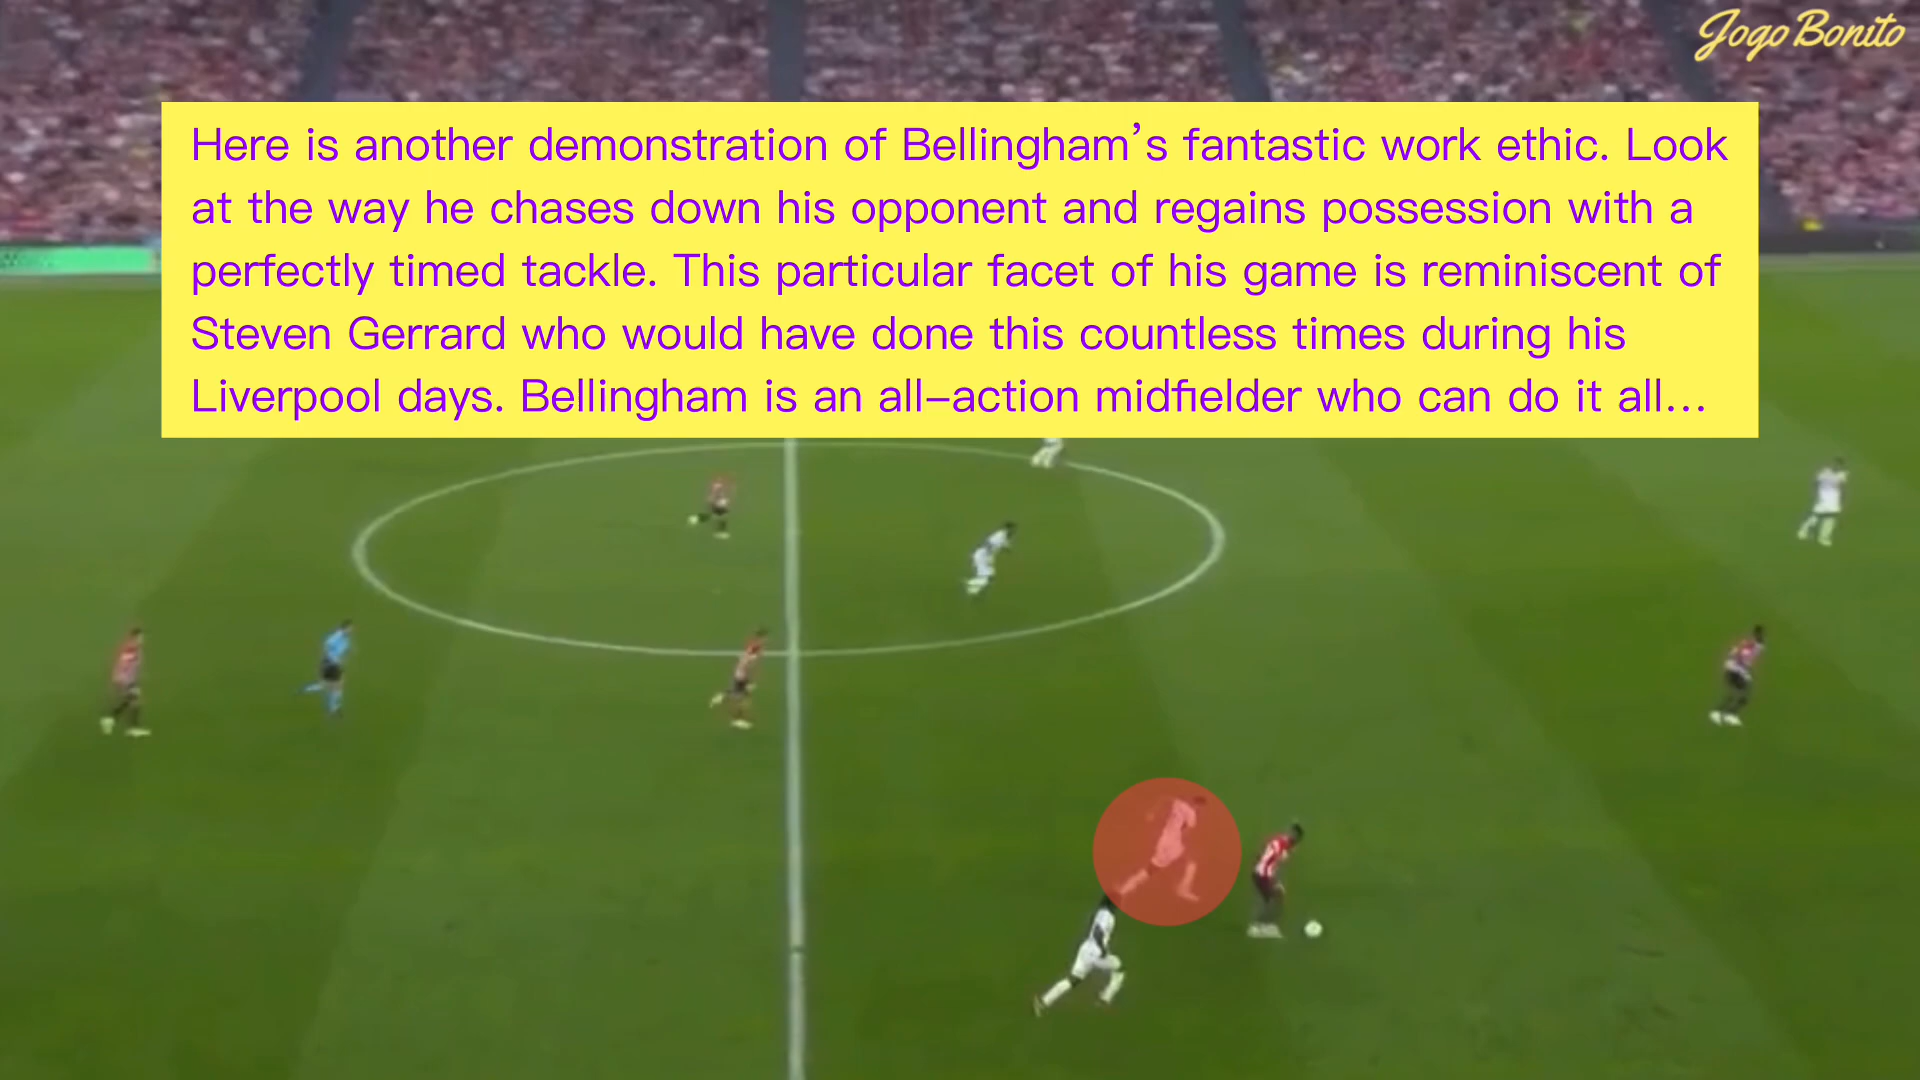 Jogo Bonito
Here is another demonstration of Bellingham’s fantastic work ethic. Look
at the way he chases down his opponent and regains possession with a
perfectly timed tackle. This particular facet of his game is reminiscent of
Steven Gerrard who would have done this countless times during his
Liverpool days. Bellingham is an all–action midfielder who can do it all...